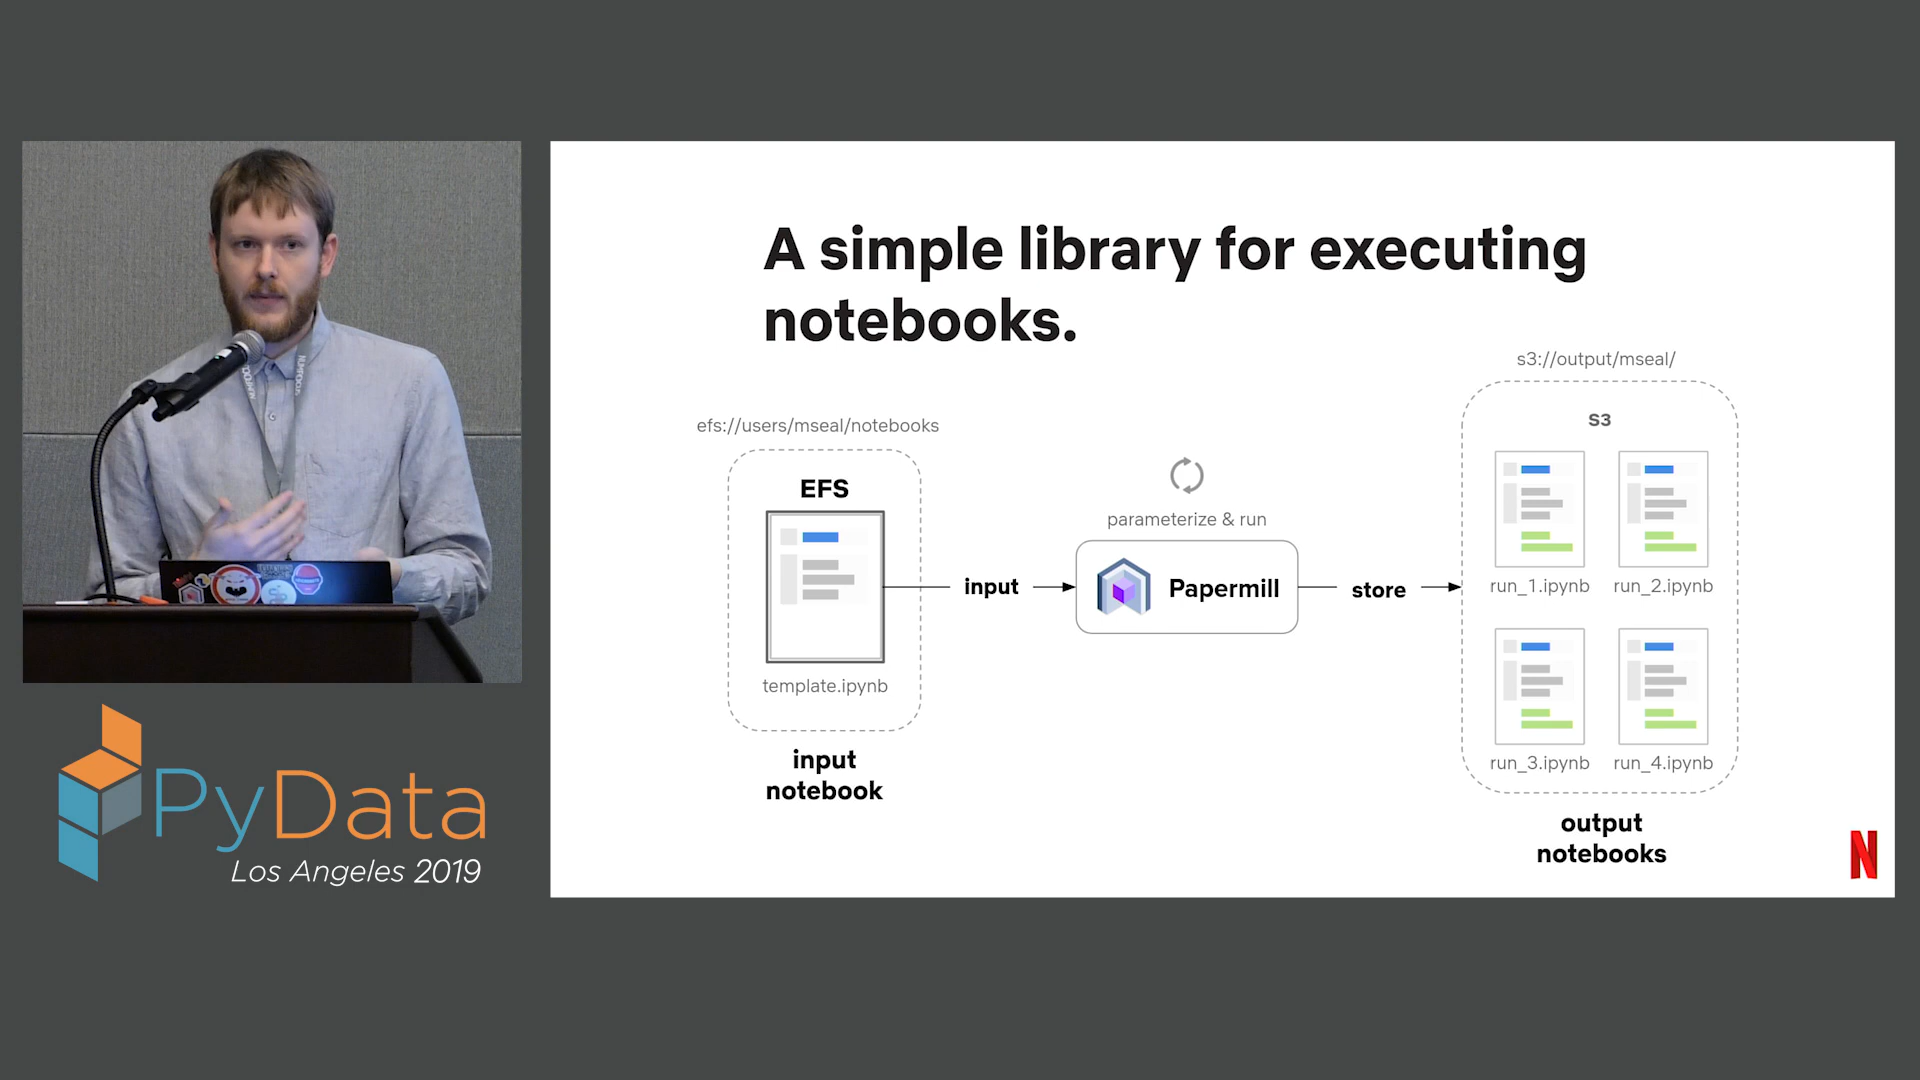 A simple library for executing
notebooks.
s3://output/mseal/
efs://users/mseal/notebooks
S3
EFS
parameterize & run
input
Papermill
store
run_1.ipynb
run_2.ipynb
template.ipynb
run_3.ipynb
run_4.ipynb
input
notebook
output
notebooks
N
NUMFOCUS
PyData
Los Angeles 2019